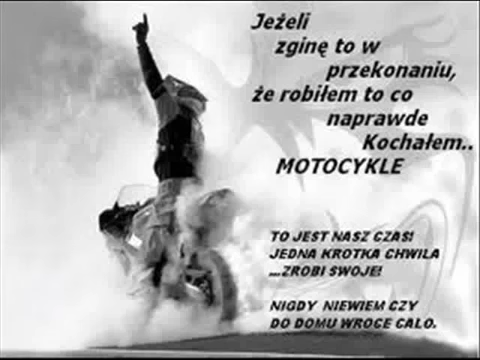 Jeżeli
zginę to w
przekonaniu,
że robiłem to co
naprawde
Kochałem..
MOTOCYKLE
TO JEST NASZ CZAS!
JEDNA KROTKA CHWILA
...ZROBI SWOJE!
NIGDY NIEWIEM CZY
DO DOMU WROCE CALO.